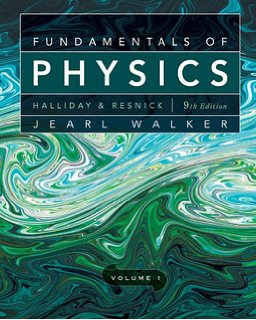 FUNDAMENTALS OF
PHYSICS
HALLIDAY & RESNICK | 9th Edition
JEARL WALKER
VOLUME 1